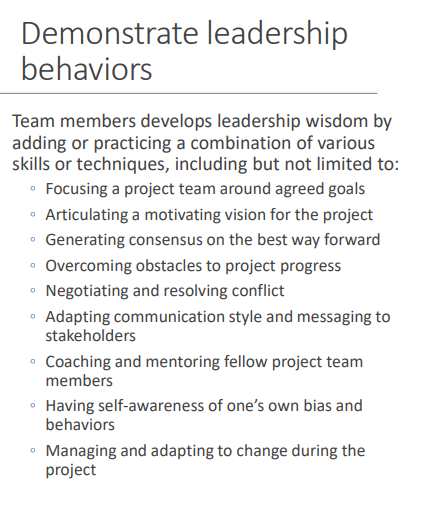 Demonstrate leadership
behaviors
Team members develops leadership wisdom by
adding or practicing a combination of various
skills or techniques, including but not limited to:
◦ Focusing a project team around agreed goals
◦ Articulating a motivating vision for the project
◦ Generating consensus on the best way forward
◦ Overcoming obstacles to project progress
◦ Negotiating and resolving conflict
◦ Adapting communication style and messaging to
stakeholders
◦ Coaching and mentoring fellow project team
members
◦ Having self-awareness of one’s own bias and
behaviors
◦ Managing and adapting to change during the
project